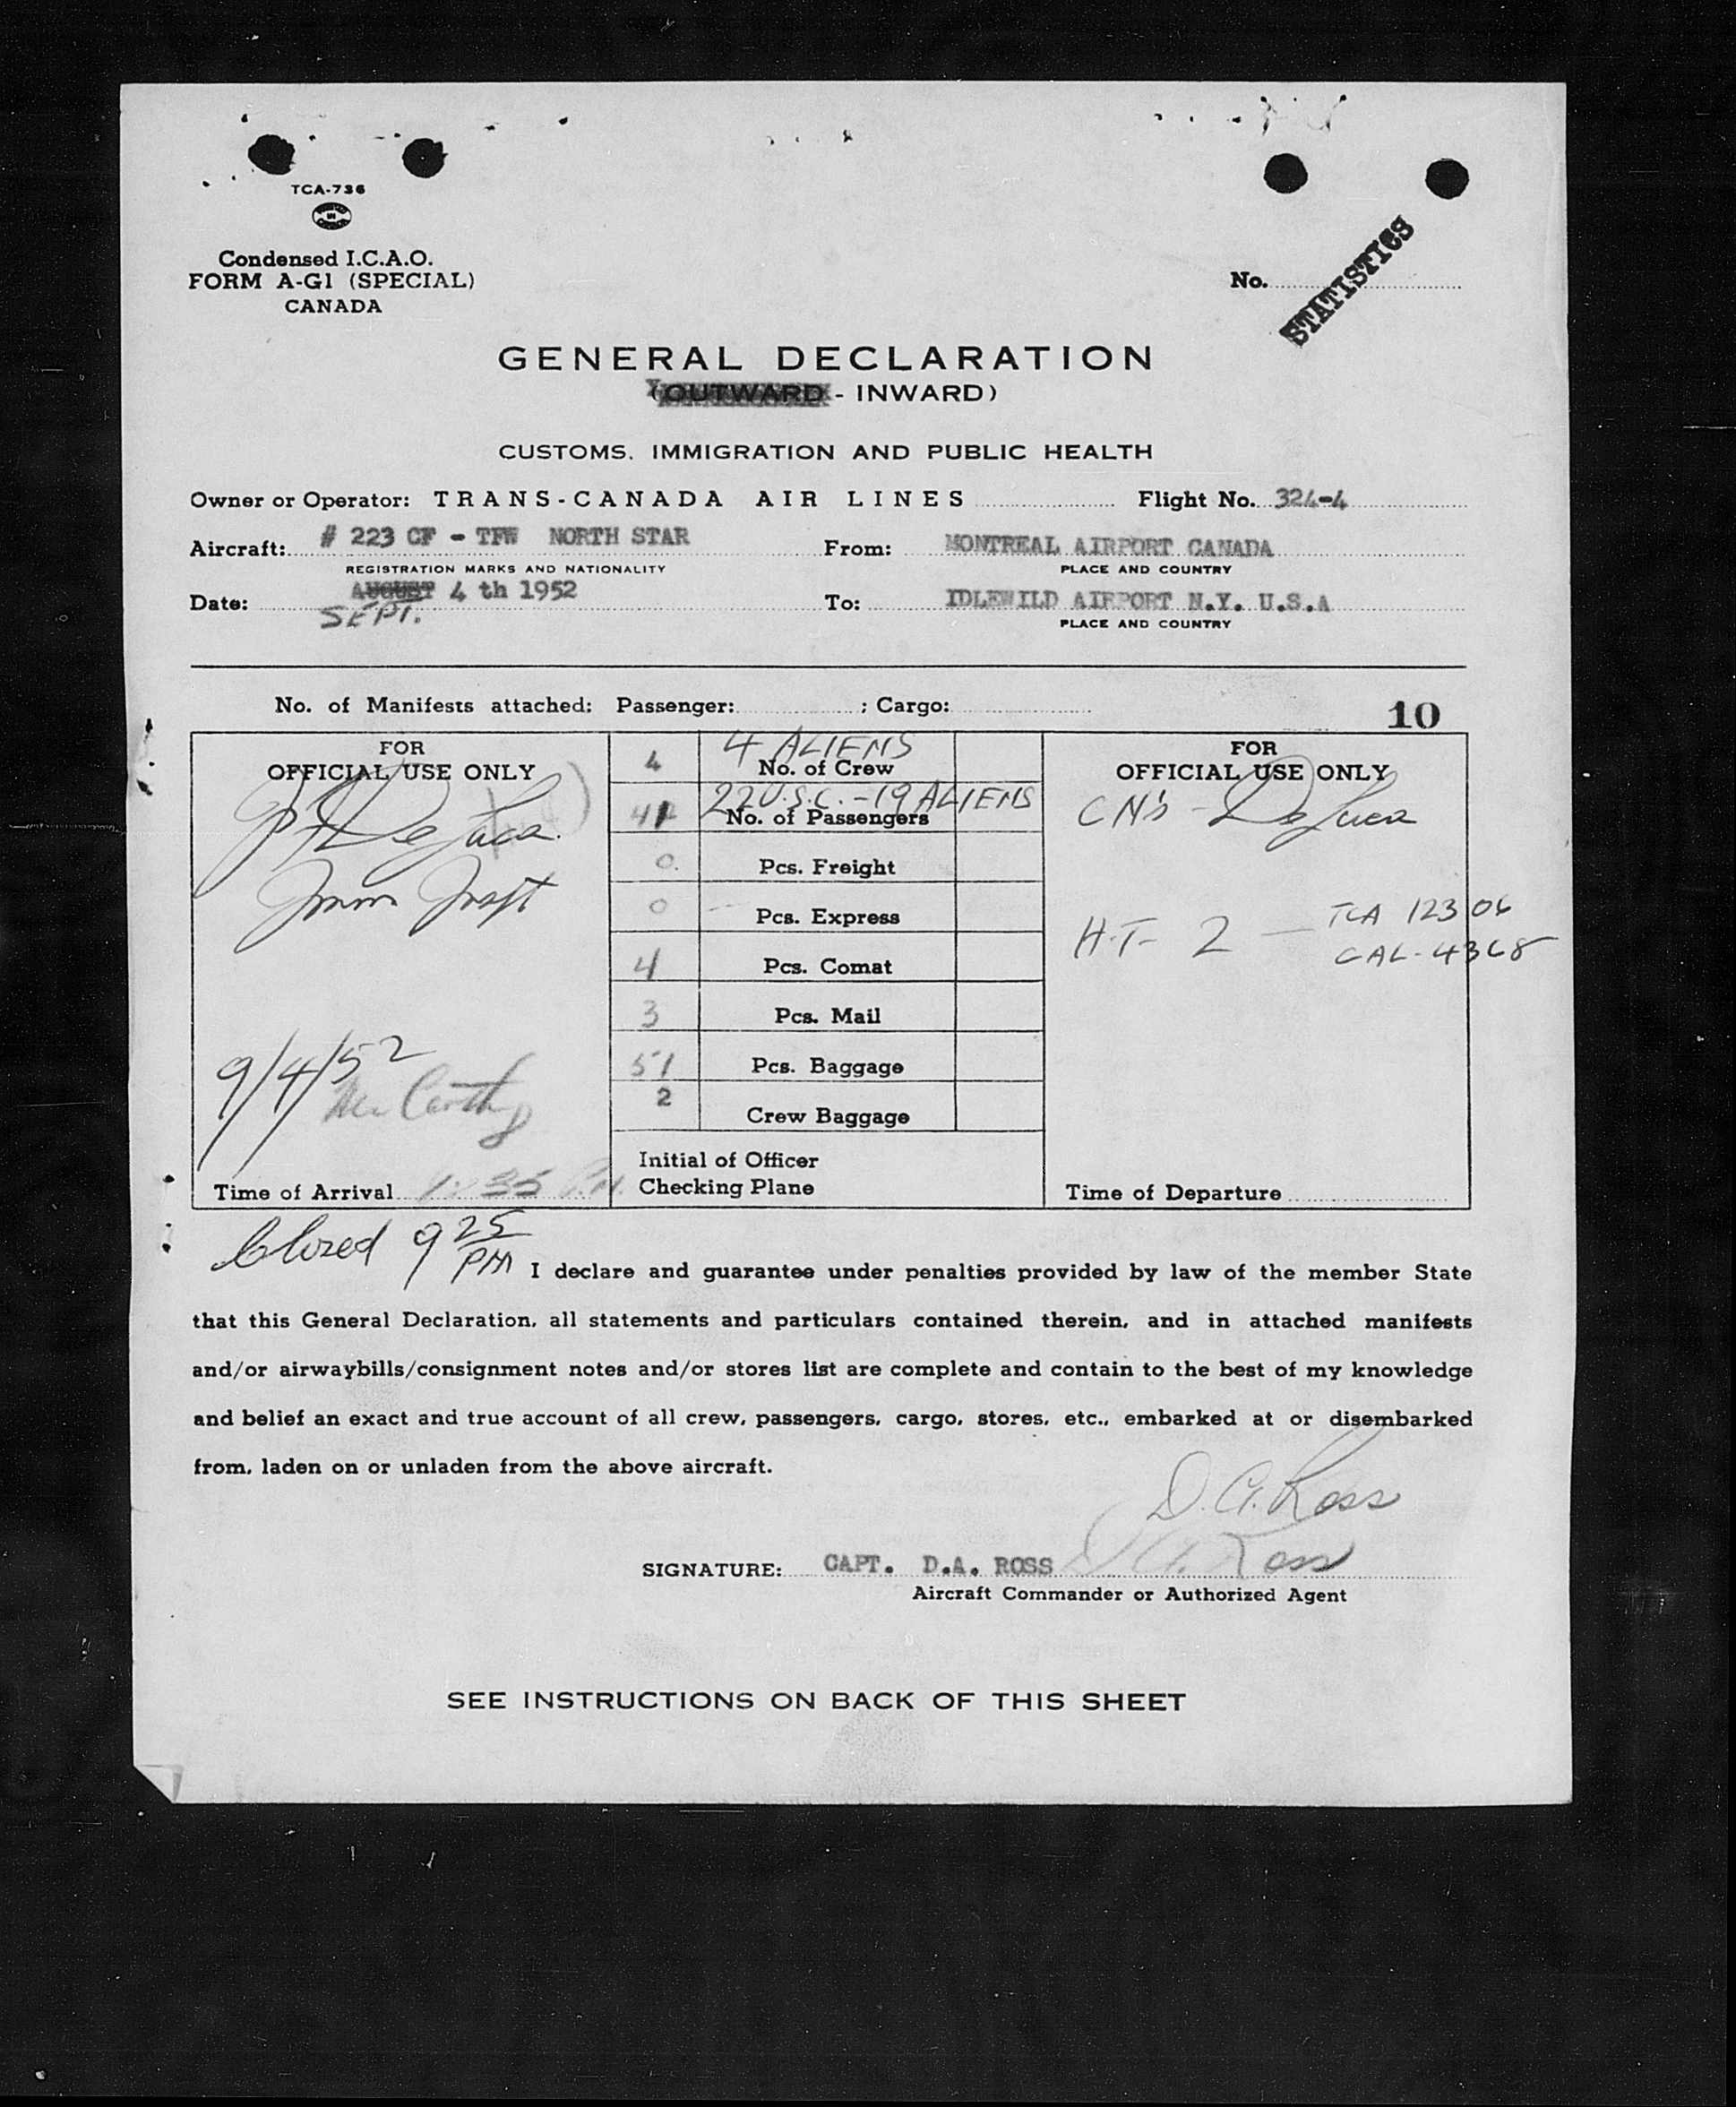 TCA-736
Condensed I.C.A.O.
FORM A-G1 (SPECIAL)
CANADA
No.
STATISTICS
GENERAL DECLARATION
(OUTWARD - INWARD)
CUSTOMS, IMMIGRATION AND PUBLIC HEALTH
Owner or Operator: TRANS-CANADA AIR LINES Flight No. 324-4
Aircraft: # 223 CF - TFW NORTH STAR From: MONTREAL AIRPORT CANADA
REGISTRATION MARKS AND NATIONALITY PLACE AND COUNTRY
Date: AUGUST 4 th 1952 To: IDLEWILD AIRPORT N.Y. U.S.A
SEPT.
PLACE AND COUNTRY
No. of Manifests attached: Passenger: ; Cargo:
10
FOR
OFFICIAL USE ONLY
De Luca
Imm Inspt
9/4/52
McCarthy
Time of Arrival 35 P.M.
4 4 ALIENS
No. of Crew
41 22 U.S.C. - 19 ALIENS
No. of Passengers
0. Pcs. Freight
0 Pcs. Express
4 Pcs. Comat
3 Pcs. Mail
51 Pcs. Baggage
2 Crew Baggage
Initial of Officer
Checking Plane
FOR
OFFICIAL USE ONLY
CN's - De Luca
H-T- 2 — TCA 12306
CAL-4368
Time of Departure
Closed 9 25 PM
I declare and guarantee under penalties provided by law of the member State
that this General Declaration, all statements and particulars contained therein, and in attached manifests
and/or airwaybills/consignment notes and/or stores list are complete and contain to the best of my knowledge
and belief an exact and true account of all crew, passengers, cargo, stores, etc., embarked at or disembarked
from, laden on or unladen from the above aircraft.
D. A. Ross
SIGNATURE: CAPT. D.A. ROSS D A Ross
Aircraft Commander or Authorized Agent
SEE INSTRUCTIONS ON BACK OF THIS SHEET